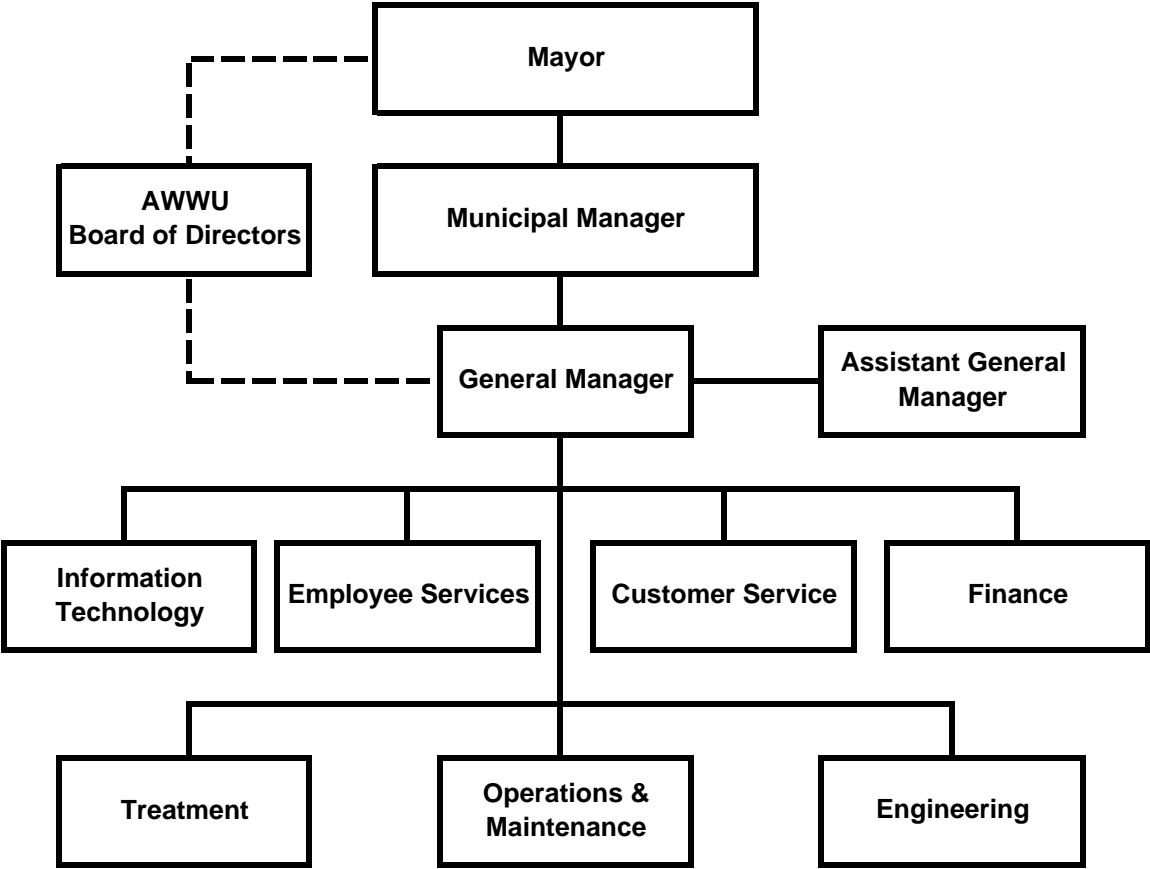 Mayor
AWWU
Board of Directors
Municipal Manager
General Manager
Assistant General
Manager
Information
Technology
Employee Services
Customer Service
Finance
Treatment
Operations &
Maintenance
Engineering